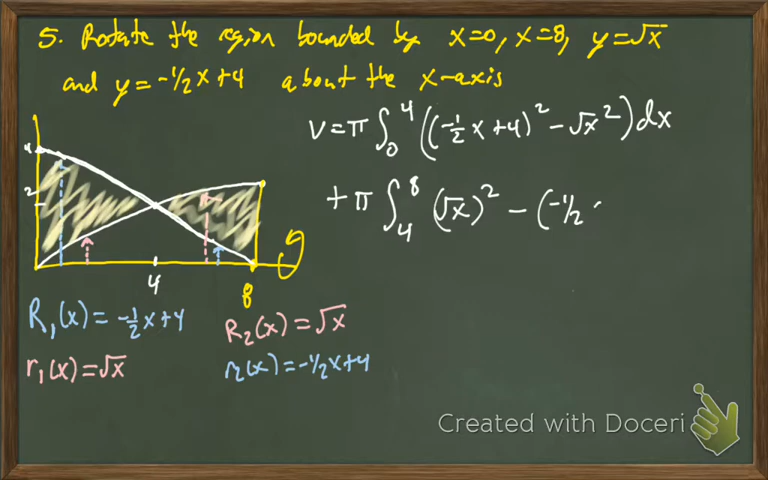 5. Rotate the region bounded by x=0, x=8, y=√x
and y=-1/2x+4 about the x-axis
V=π∫₀⁴((-½x+4)²-√x²)dx
+π∫₄⁸(√x)²-(-1/2
4
2
4
8
R₁(x)=-½x+4
R₂(x)=√x
r₁(x)=√x
r₂(x)=-1/2x+4
Created with Doceri